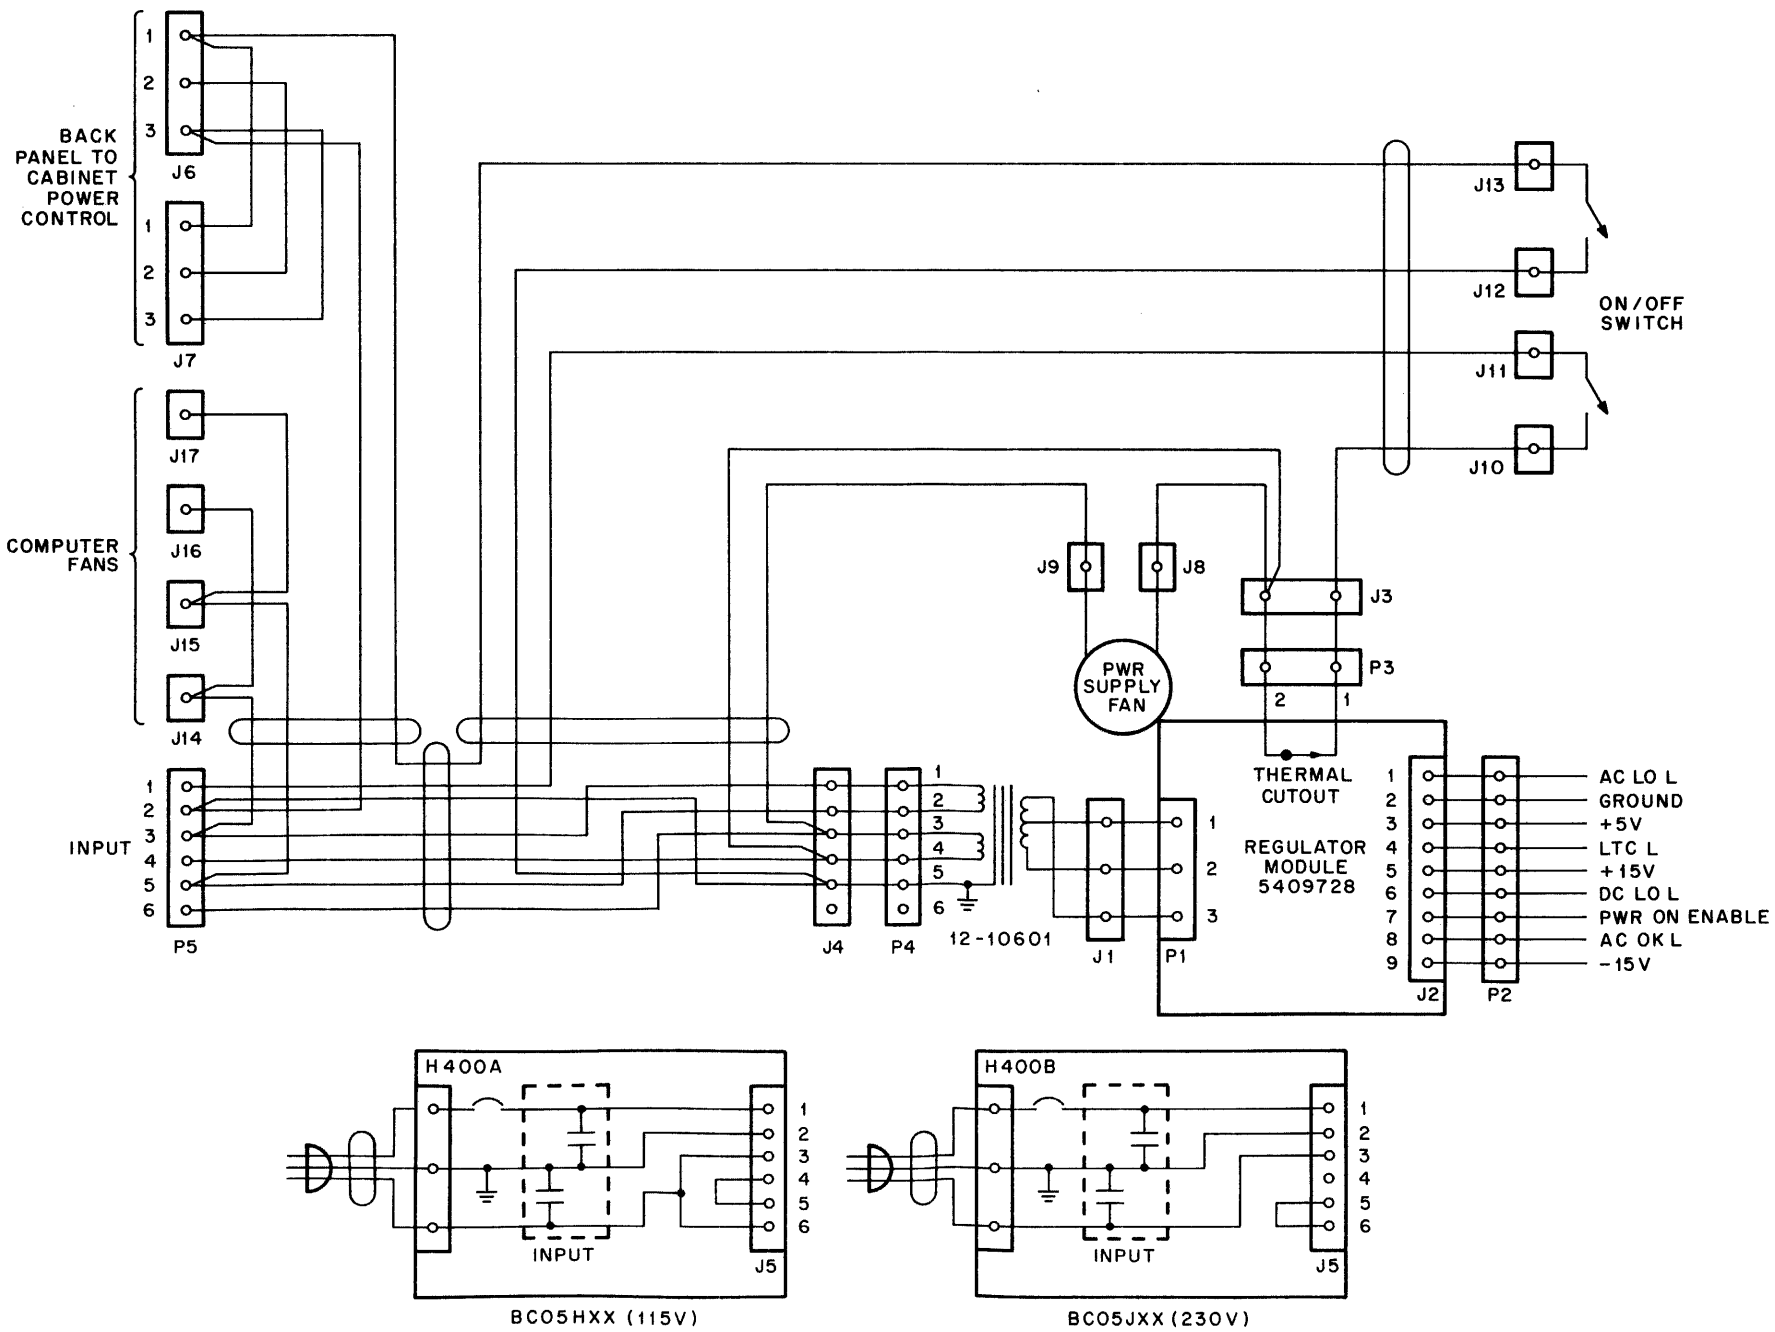 1
2
3
J6
BACK
PANEL TO
CABINET
POWER
CONTROL
1
2
3
J7
J17
J16
J15
J14
COMPUTER
FANS
INPUT
1
2
3
4
5
6
P5
J13
J12
J11
J10
ON/OFF
SWITCH
J9
J8
J3
P3
2
1
PWR
SUPPLY
FAN
THERMAL
CUTOUT
REGULATOR
MODULE
5409728
1
2
3
4
5
6
J4
P4
12-10601
J1
P1
1
2
3
1
2
3
4
5
6
7
8
9
J2
P2
AC LO L
GROUND
+5V
LTC L
+15V
DC LO L
PWR ON ENABLE
AC OK L
-15V
H400A
INPUT
1
2
3
4
5
6
J5
BC05HXX (115V)
H400B
INPUT
1
2
3
4
5
6
J5
BC05JXX (230V)